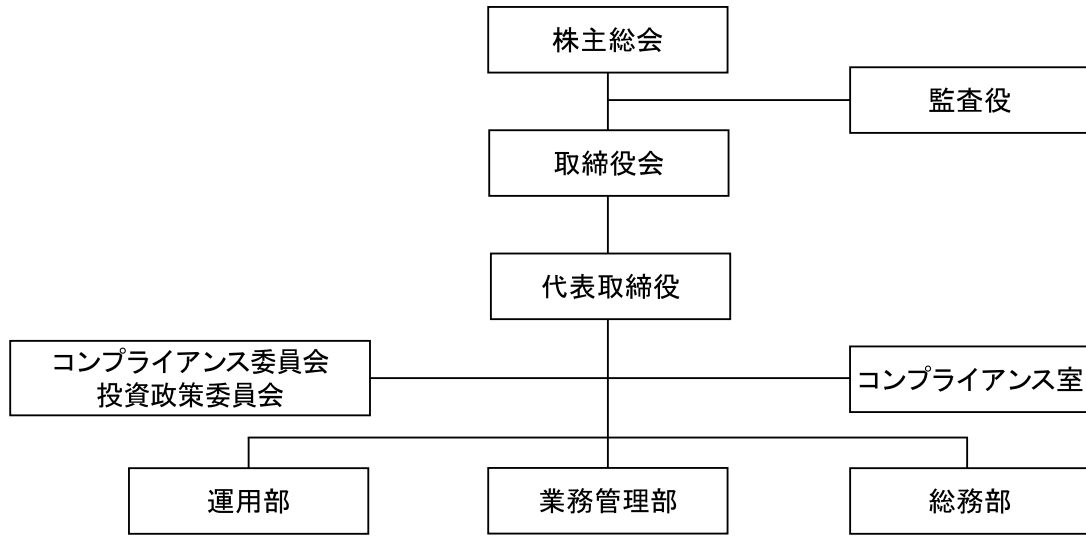 株主総会
監査役
取締役会
代表取締役
コンプライアンス委員会
投資政策委員会
コンプライアンス室
運用部
業務管理部
総務部